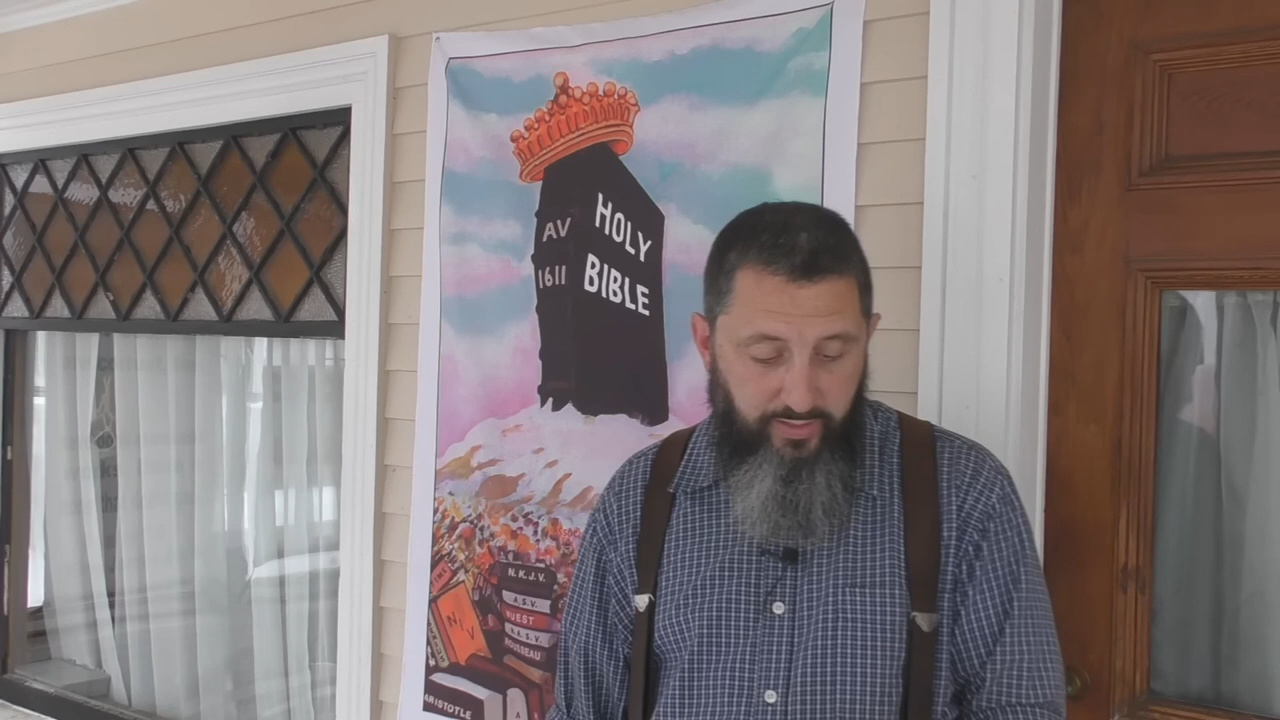 AV
1611
HOLY
BIBLE
N.K.J.V.
A.S.V.
WUEST
N.A.S.V.
ROUSSEAU
NIV
ARISTOTLE
A